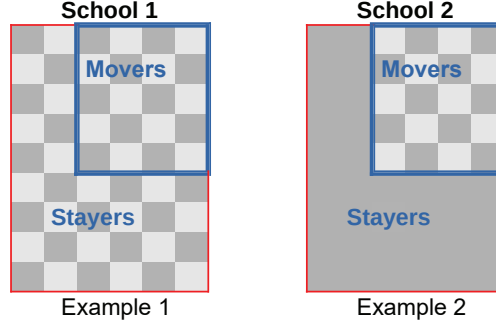 School 1
Movers
Stayers
Example 1
School 2
Movers
Stayers
Example 2